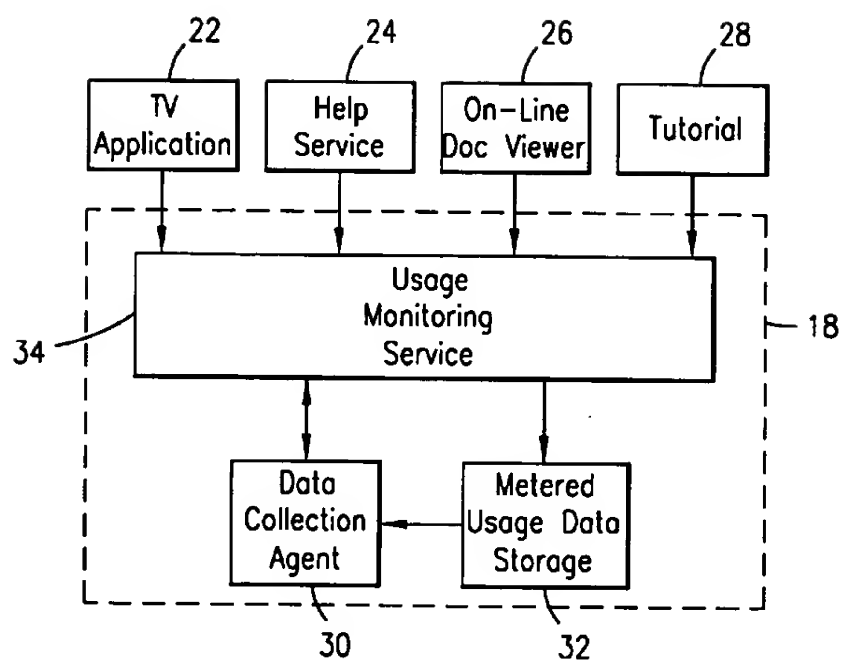 22
24
26
28
TV
Application
Help
Service
On-Line
Doc Viewer
Tutorial
Usage
Monitoring
Service
34
18
Data
Collection
Agent
Metered
Usage Data
Storage
30
32